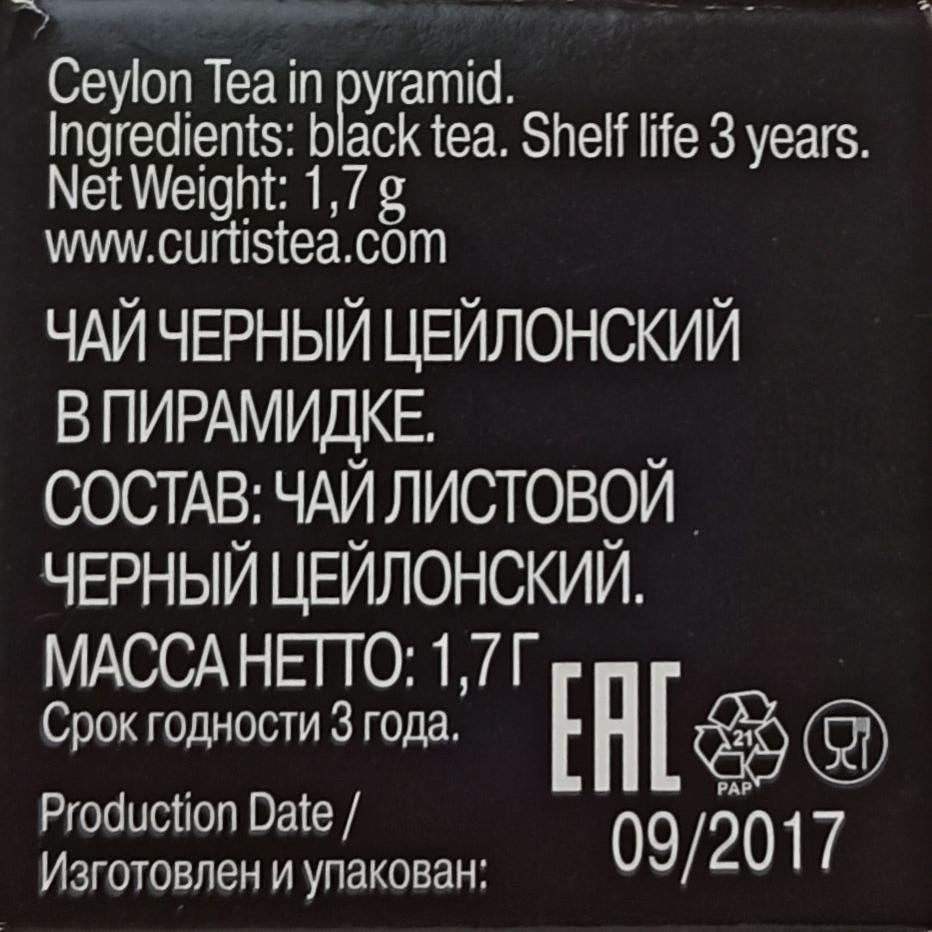 Ceylon Tea in pyramid.
Ingredients: black tea. Shelf life 3 years.
Net Weight: 1,7 g
www.curtistea.com
ЧАЙ ЧЕРНЫЙ ЦЕЙЛОНСКИЙ
В ПИРАМИДКЕ.
СОСТАВ: ЧАЙ ЛИСТОВОЙ
ЧЕРНЫЙ ЦЕЙЛОНСКИЙ.
МАССА НЕТТО: 1,7 Г
Срок годности 3 года.
EAC
21
PAP
Production Date /
Изготовлен и упакован:
09/2017